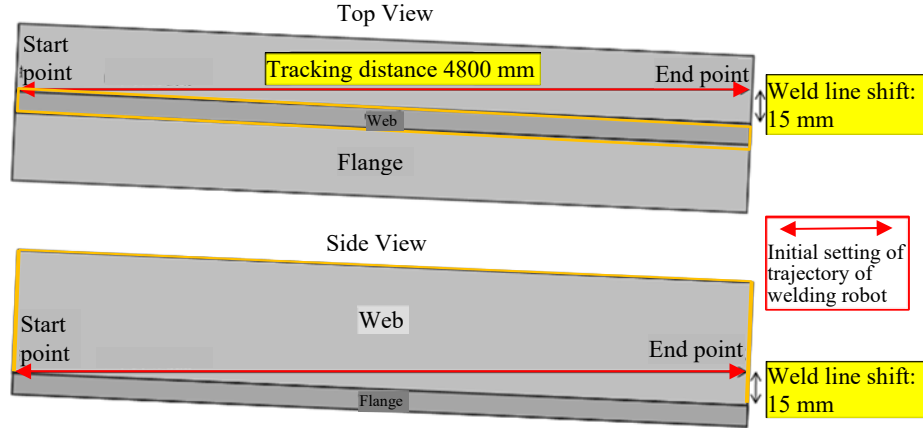 Top View
Start
point
Tracking distance 4800 mm
End point
Weld line shift:
15 mm
Web
Flange
Side View
Initial setting of
trajectory of
welding robot
Web
Start
point
End point
Weld line shift:
15 mm
Flange